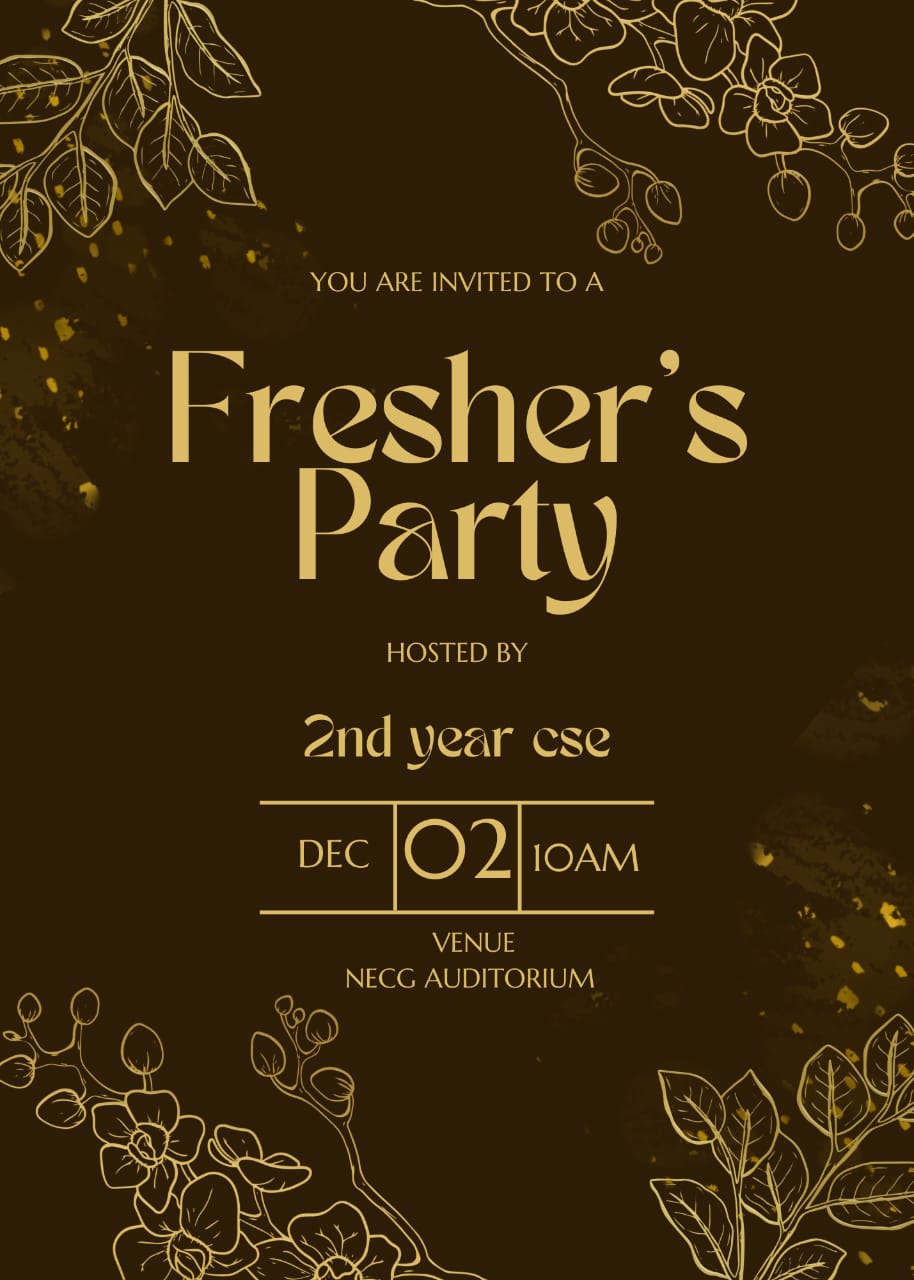 YOU ARE INVITED TO A
Fresher's
Party
HOSTED BY
2nd year cse
DEC 02 10AM
VENUE
NECG AUDITORIUM